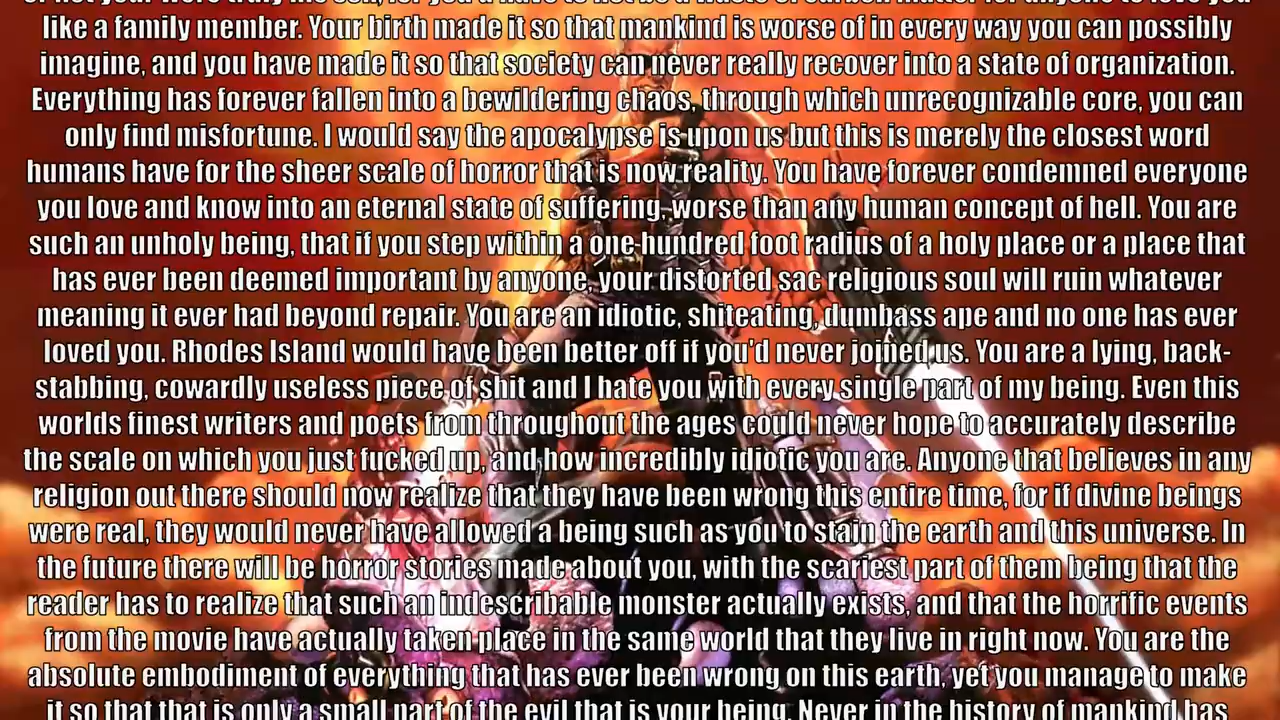 like a family member. Your birth made it so that mankind is worse of in every way you can possibly
imagine, and you have made it so that society can never really recover into a state of organization.
Everything has forever fallen into a bewildering chaos, through which unrecognizable core, you can
only find misfortune. I would say the apocalypse is upon us but this is merely the closest word
humans have for the sheer scale of horror that is now reality. You have forever condemned everyone
you love and know into an eternal state of suffering, worse than any human concept of hell. You are
such an unholy being, that if you step within a one-hundred foot radius of a holy place or a place that
has ever been deemed important by anyone, your distorted sac religious soul will ruin whatever
meaning it ever had beyond repair. You are an idiotic, shiteating, dumbass ape and no one has ever
loved you. Rhodes Island would have been better off if you'd never joined us. You are a lying, back-
stabbing, cowardly useless piece of shit and I hate you with every single part of my being. Even this
worlds finest writers and poets from throughout the ages could never hope to accurately describe
the scale on which you just fucked up, and how incredibly idiotic you are. Anyone that believes in any
religion out there should now realize that they have been wrong this entire time, for if divine beings
were real, they would never have allowed a being such as you to stain the earth and this universe. In
the future there will be horror stories made about you, with the scariest part of them being that the
reader has to realize that such an indescribable monster actually exists, and that the horrific events
from the movie have actually taken place in the same world that they live in right now. You are the
absolute embodiment of everything that has ever been wrong on this earth, yet you manage to make
it so that that is only a small part of the evil that is your being. Never in the history of mankind has